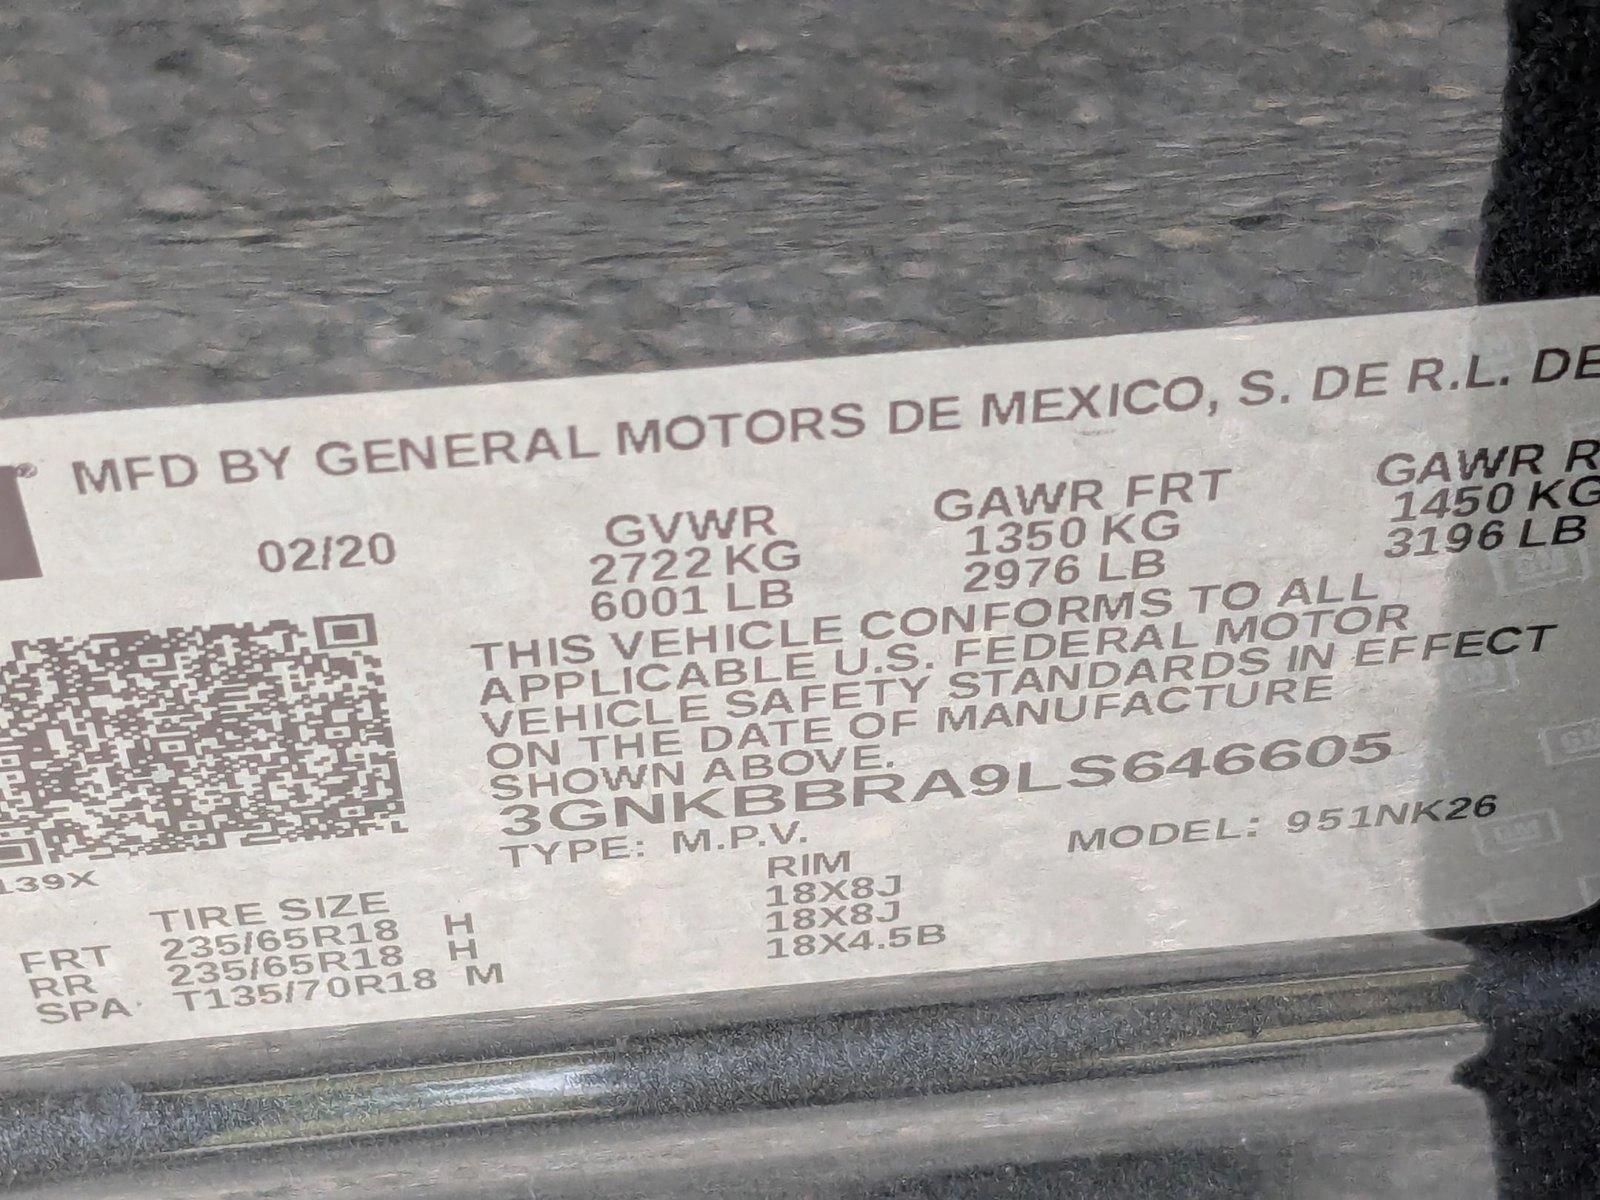 MFD BY GENERAL MOTORS DE MEXICO, S. DE R.L. DE
02/20
GVWR
2722 KG
6001 LB
GAWR FRT
1350 KG
2976 LB
GAWR R
1450 KG
3196 LB
THIS VEHICLE CONFORMS TO ALL
APPLICABLE U.S. FEDERAL MOTOR
VEHICLE SAFETY STANDARDS IN EFFECT
ON THE DATE OF MANUFACTURE
SHOWN ABOVE.
3GNKBBRA9LS646605
TYPE: M.P.V.
MODEL: 951NK26
139X
TIRE SIZE
RIM
FRT 235/65R18 H 18X8J
RR 235/65R18 H 18X8J
SPA T135/70R18 M 18X4.5B